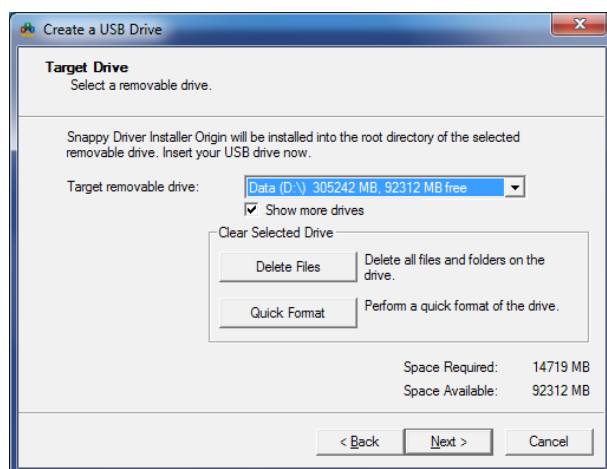 Create a USB Drive
Target Drive
Select a removable drive.
Snappy Driver Installer Origin will be installed into the root directory of the selected
removable drive. Insert your USB drive now.
Target removable drive:
Data (D:\) 305242 MB, 92312 MB free
Show more drives
Clear Selected Drive
Delete Files
Delete all files and folders on the
drive.
Quick Format
Perform a quick format of the drive.
Space Required: 14719 MB
Space Available: 92312 MB
< Back
Next >
Cancel